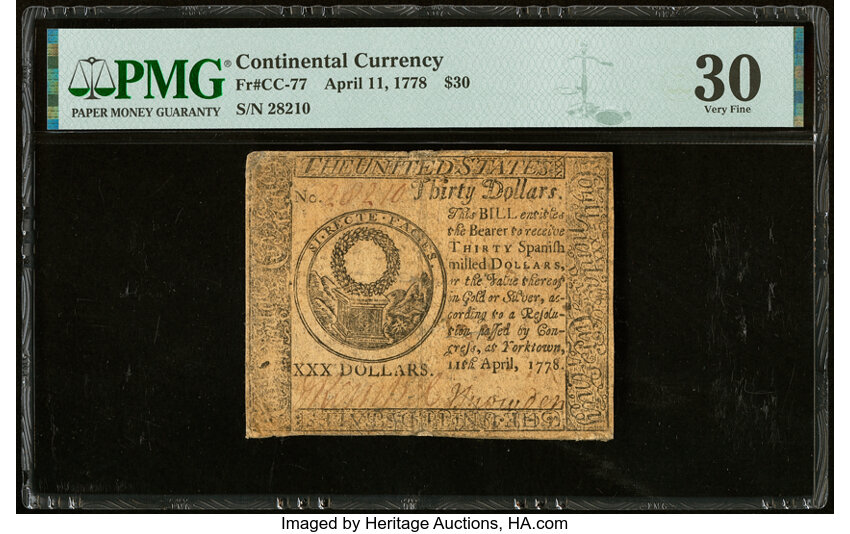 PMG®
PAPER MONEY GUARANTY
Continental Currency
Fr#CC-77 April 11, 1778 $30
S/N 28210
30
Very Fine
THE UNITED STATES
No. 28210 Thirty Dollars.
SI·RECTE·FACIES
This BILL entitles
the Bearer to receive
THIRTY Spanish
milled DOLLARS,
or the Value thereof
in Gold or Silver, ac-
cording to a Resolu-
tion passed by Con-
gress, at Yorktown,
11th April, 1778.
XXX DOLLARS.
Snowden
Imaged by Heritage Auctions, HA.com